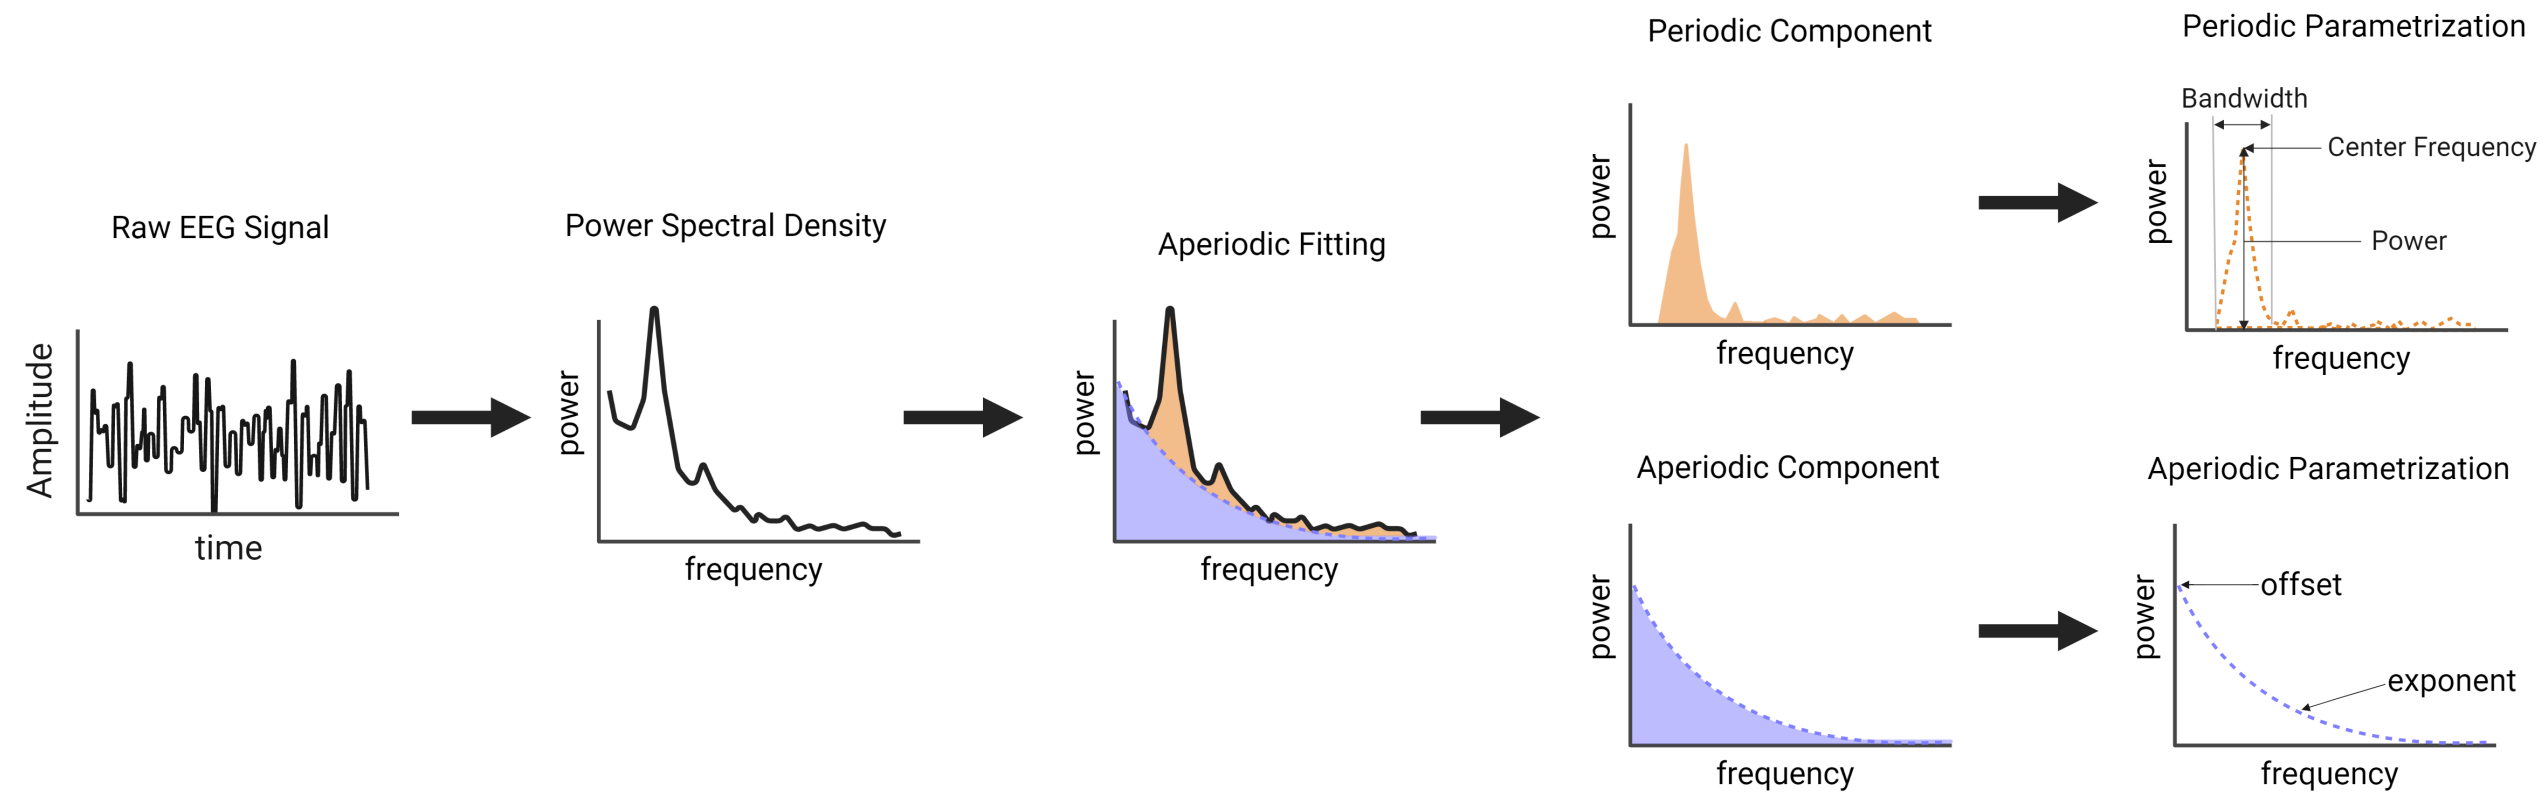 Raw EEG Signal
Amplitude
time
Power Spectral Density
power
frequency
Aperiodic Fitting
power
frequency
Periodic Component
power
frequency
Periodic Parametrization
Bandwidth
Center Frequency
Power
power
frequency
Aperiodic Component
power
frequency
Aperiodic Parametrization
offset
exponent
power
frequency